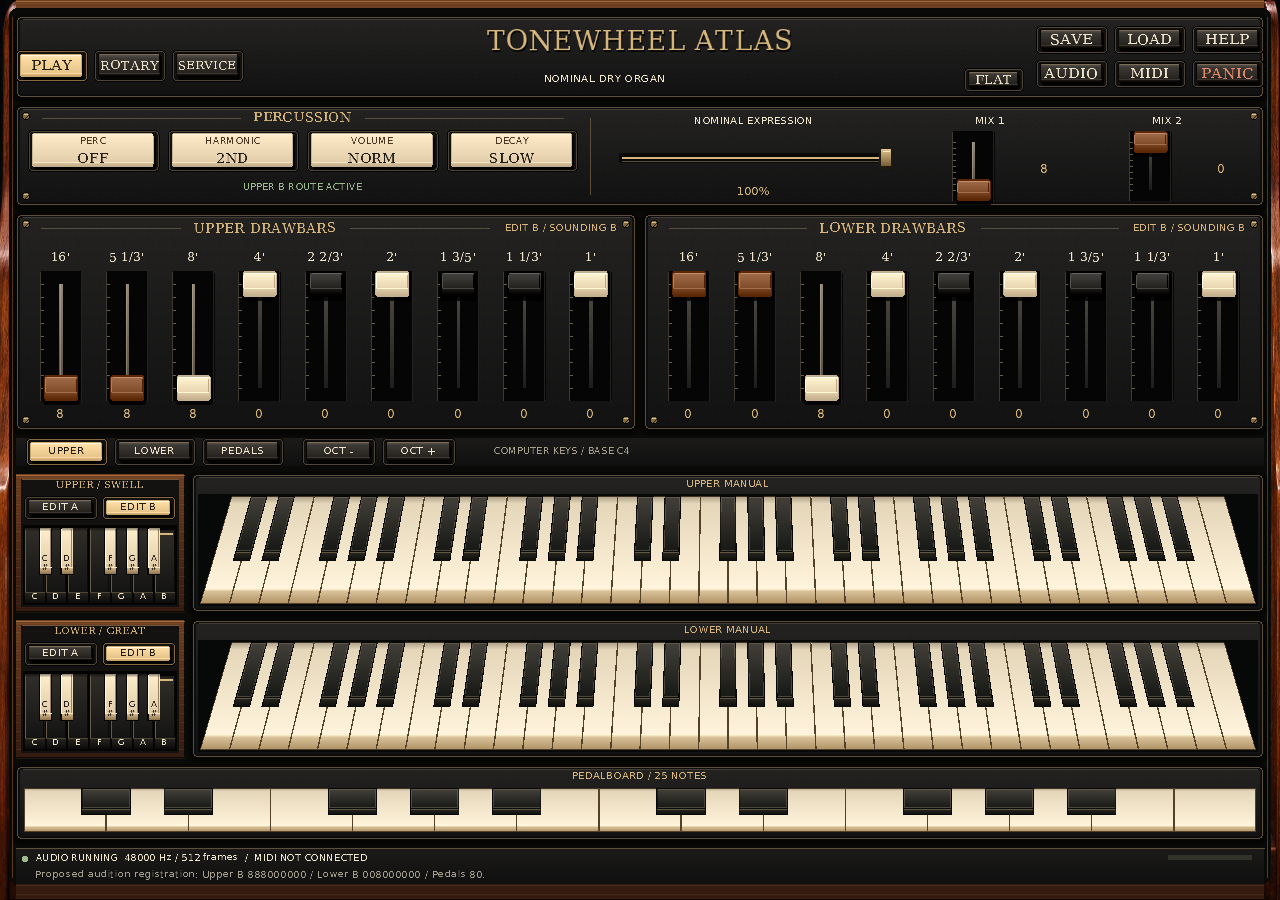 TONEWHEEL ATLAS
SAVE LOAD HELP
PLAY ROTARY SERVICE
NOMINAL DRY ORGAN
FLAT AUDIO MIDI PANIC
PERCUSSION
NOMINAL EXPRESSION MIX 1 MIX 2
PERC HARMONIC VOLUME DECAY
OFF 2ND NORM SLOW
8 0
UPPER B ROUTE ACTIVE
100%
UPPER DRAWBARS EDIT B / SOUNDING B
16' 5 1/3' 8' 4' 2 2/3' 2' 1 3/5' 1 1/3' 1'
8 8 8 0 0 0 0 0 0
LOWER DRAWBARS EDIT B / SOUNDING B
16' 5 1/3' 8' 4' 2 2/3' 2' 1 3/5' 1 1/3' 1'
0 0 8 0 0 0 0 0 0
UPPER LOWER PEDALS OCT - OCT + COMPUTER KEYS / BASE C4
UPPER / SWELL
EDIT A EDIT B
C# D# F# G# A#
C D E F G A B
UPPER MANUAL
LOWER / GREAT
EDIT A EDIT B
C# D# F# G# A#
C D E F G A B
LOWER MANUAL
PEDALBOARD / 25 NOTES
AUDIO RUNNING 48000 Hz / 512 frames / MIDI NOT CONNECTED
Proposed audition registration: Upper B 888000000 / Lower B 008000000 / Pedals 80.